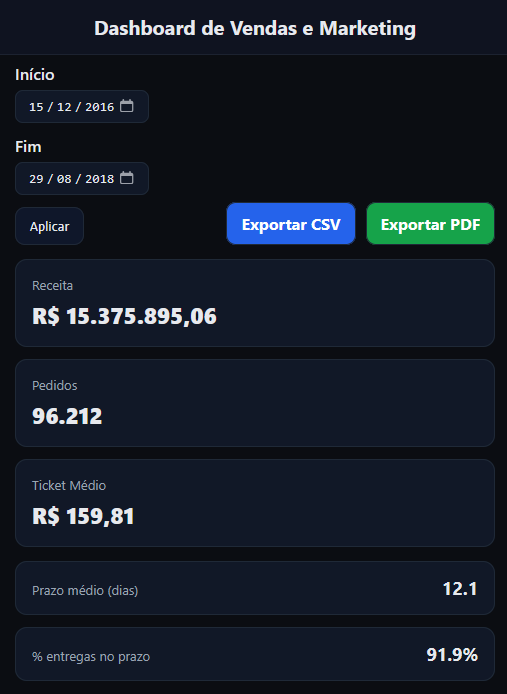 Dashboard de Vendas e Marketing
Início
15 / 12 / 2016
Fim
29 / 08 / 2018
Aplicar
Exportar CSV
Exportar PDF
Receita
R$ 15.375.895,06
Pedidos
96.212
Ticket Médio
R$ 159,81
Prazo médio (dias) 12.1
% entregas no prazo 91.9%